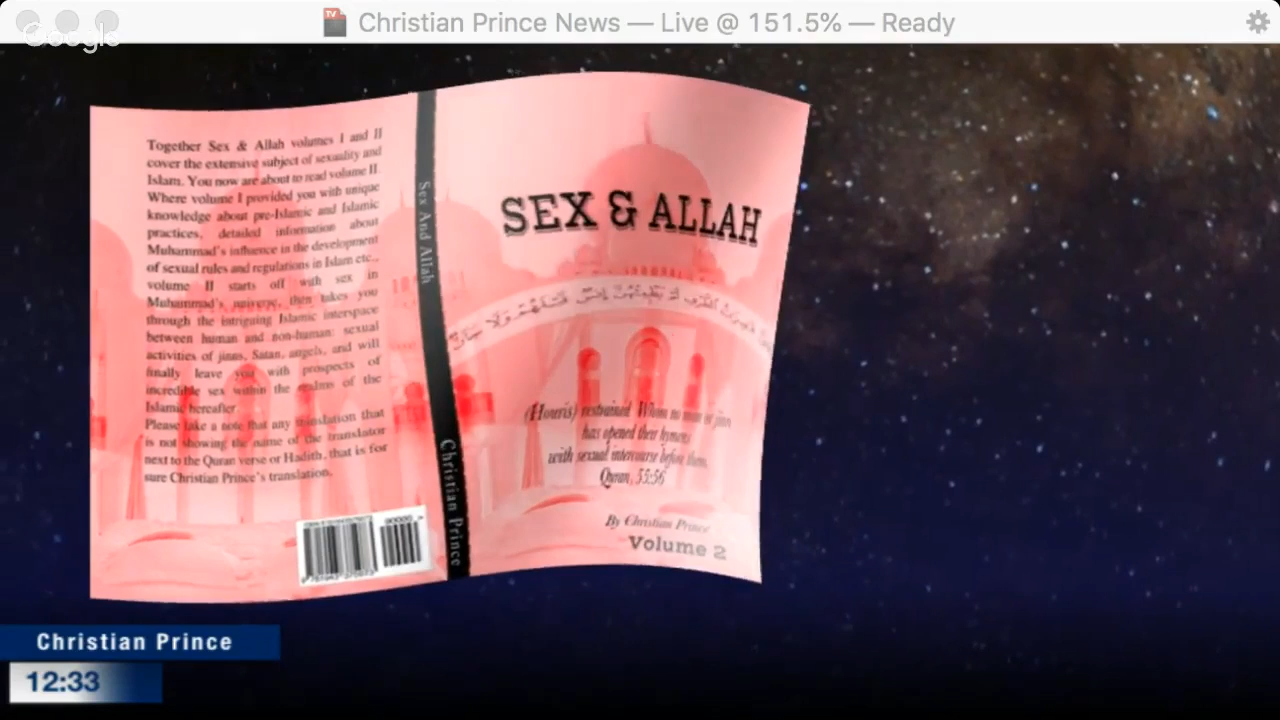 Christian Prince News — Live @ 151.5% — Ready
Google
Together Sex & Allah volumes I and II
cover the extensive subject of sexuality and
Islam. You now are about to read volume II.
Where volume I provided you with unique
knowledge about pre-Islamic and Islamic
practices, detailed information about
Muhammad's influence in the development
of sexual rules and regulations in Islam etc.,
volume II starts off with sex in
Muhammad's universe, then takes you
through the intriguing Islamic interspace
between human and non-human: sexual
activities of jinns, Satan, angels, and will
finally leave you with prospects of
incredible sex within the realms of the
Islamic hereafter
Please take a note that any translation that
is not showing the name of the translator
next to the Quran verse or Hadith, that is for
sure Christian Prince's translation.
Sex And Allah
Christian Prince
SEX & ALLAH
(Houris) restrained Whom no man or jinn
has opened their hymens
with sexual intercourse before them.
Quran, 55:56
By Christian Prince
Volume 2
Christian Prince
12:33